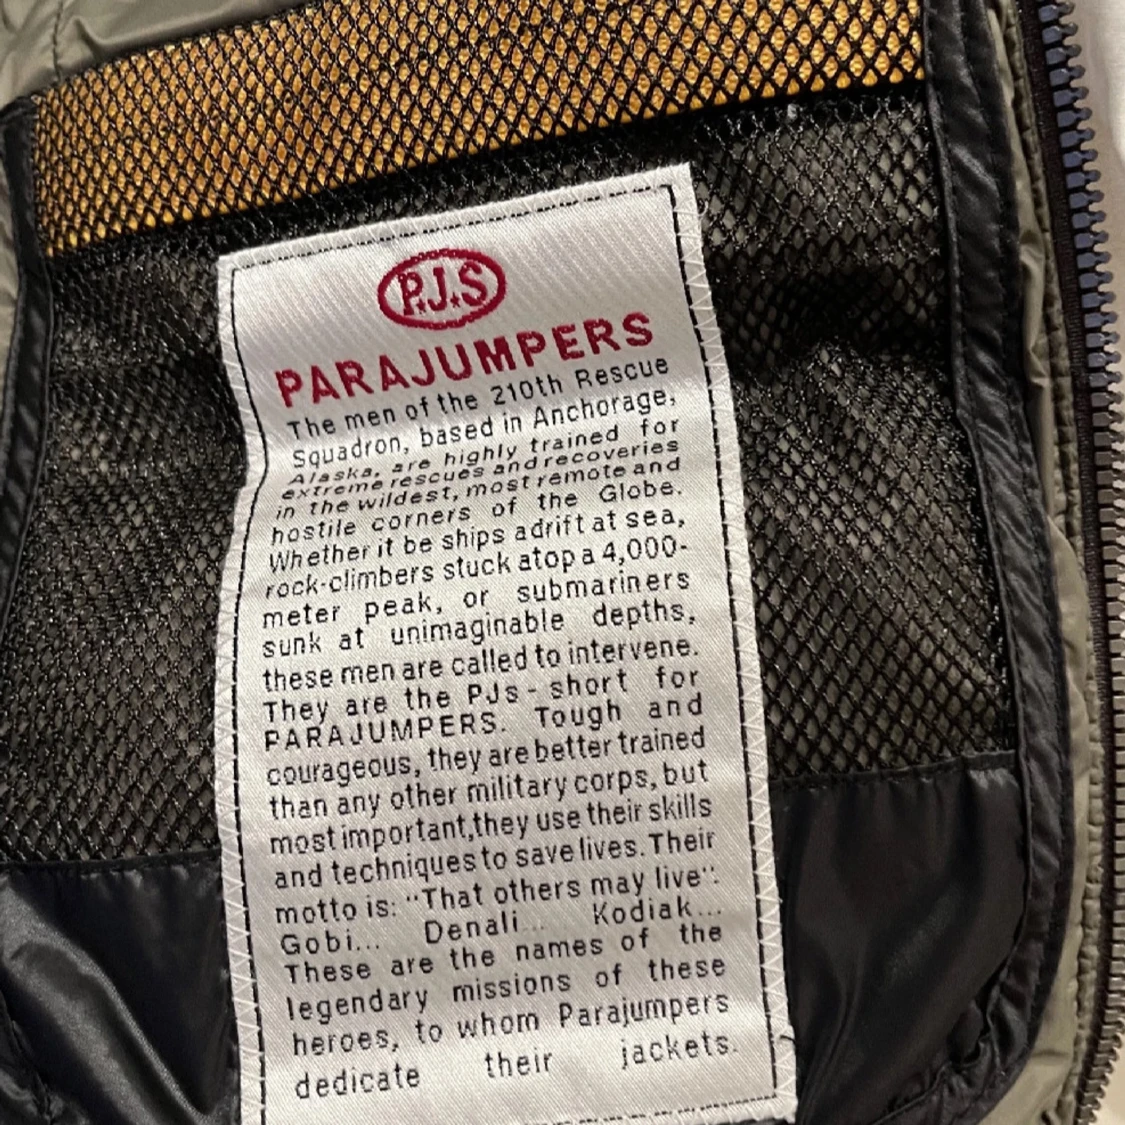 P.J.S
PARAJUMPERS
The men of the 210th Rescue
Squadron, based in Anchorage,
Alaska, are highly trained for
extreme rescues and recoveries
in the wildest, most remote and
hostile corners of the Globe.
Whether it be ships adrift at sea,
rock-climbers stuck atop a 4,000-
meter peak, or submariners
sunk at unimaginable depths,
these men are called to intervene.
They are the PJs - short for
PARAJUMPERS. Tough and
courageous, they are better trained
than any other military corps, but
most important,they use their skills
and techniques to save lives. Their
motto is: "That others may live":
Gobi... Denali... Kodiak...
These are the names of the
legendary missions of these
heroes, to whom Parajumpers
dedicate their jackets.